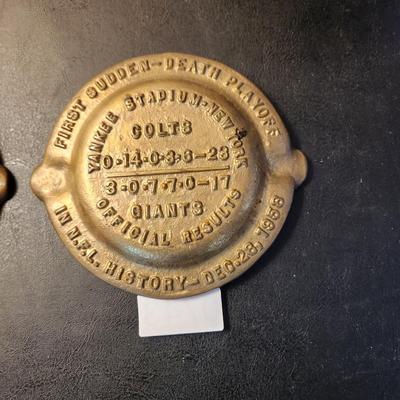 FIRST SUDDEN-DEATH PLAYOFF
YANKEE STADIUM-NEW YORK
COLTS
0-14-0-3-6-23
3-0-7-7-0-17
GIANTS
OFFICIAL RESULTS
IN N.F.L. HISTORY-DEC. 28, 1958